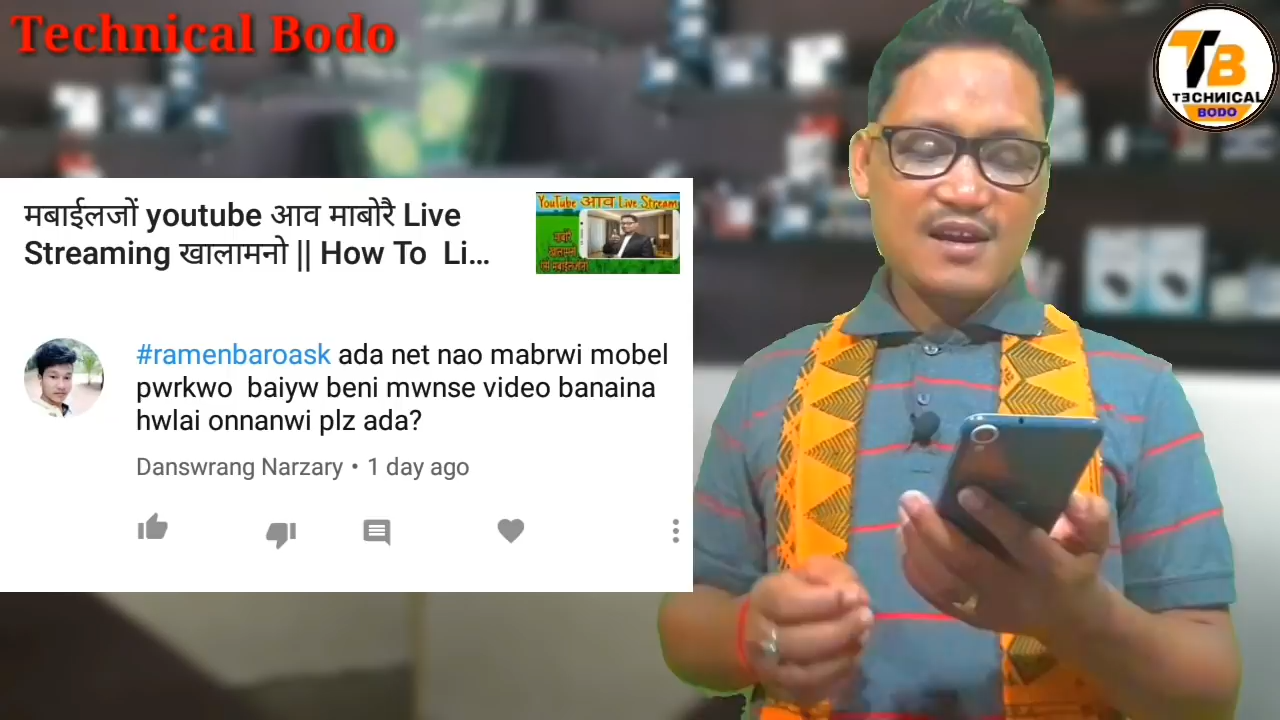 Technical Bodo
TB
TECHNICAL
BODO
मबाईलजों youtube आव माबोरै Live
Streaming खालामनो || How To Li...
YouTube आव Live Stream
माबोरै
#ramenbaroask ada net nao mabrwi mobel
pwrkwo baiyw beni mwnse video banaina
hwlai onnanwi plz ada?
Danswrang Narzary • 1 day ago